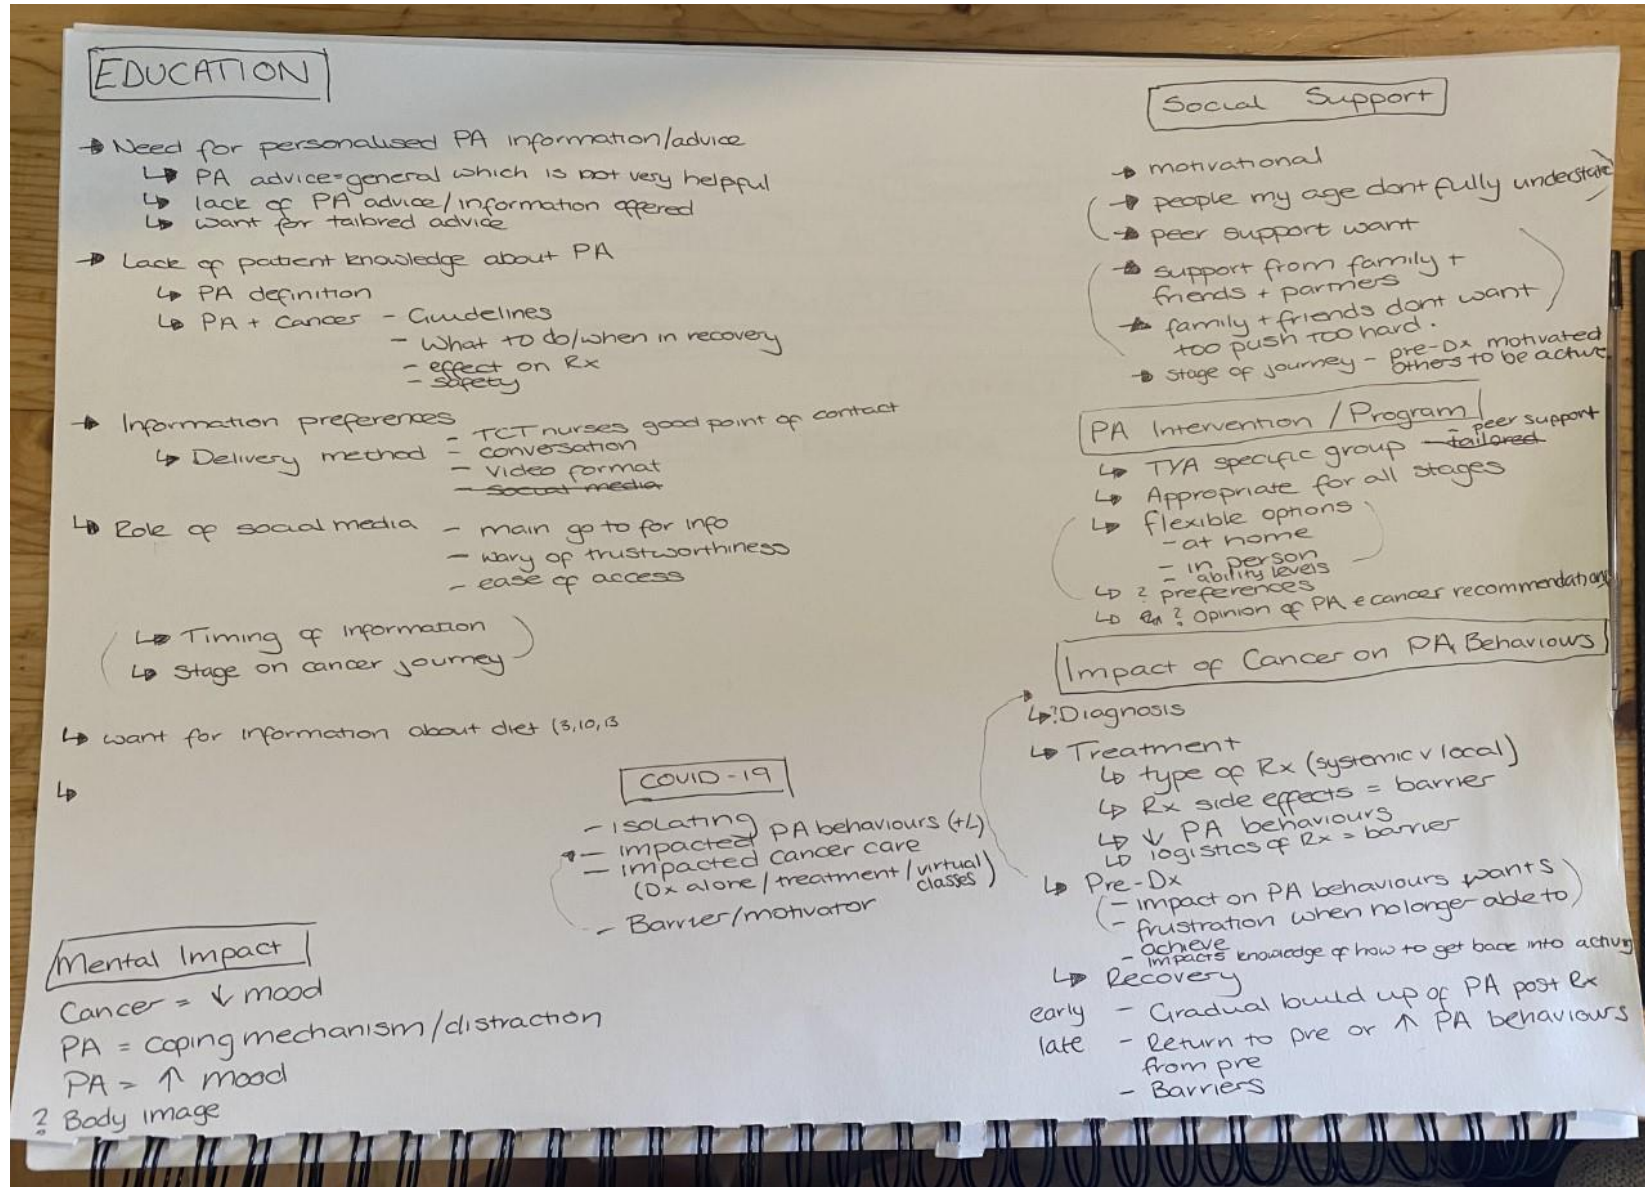 EDUCATION
→ Need for personalised PA information/advice
↳ PA advice=general which is not very helpful
↳ lack of PA advice/information offered
↳ want for tailored advice
→ Lack of patient knowledge about PA
↳ PA definition
↳ PA + cancer - Guidelines
- What to do/when in recovery
- effect on Rx
- safety
→ Information preferences
↳ Delivery method - TCT nurses good point of contact
- conversation
- video format
- social media
↳ Role of social media - main go to for info
- wary of trustworthiness
- ease of access
↳ Timing of information
↳ Stage on cancer journey
↳ want for information about diet (3,10,13
↳
COVID-19
- isolating
- impacted PA behaviours (+L)
- impacted cancer care
(Dx alone/treatment/virtual classes)
- Barrier/motivator
Mental Impact
Cancer = ↓ mood
PA = coping mechanism/distraction
PA = ↑ mood
? Body image
Social Support
→ motivational
→ people my age dont fully understate
→ peer support want
→ support from family +
friends + partners
→ family + friends dont want
too push too hard.
→ stage of journey - pre-Dx motivated
others to be active
PA Intervention/Program
↳ TYA specific group - tailored - peer support
↳ Appropriate for all stages
↳ flexible options
- at home
- in person
- ability levels
↳ ? preferences
↳ ? Opinion of PA e cancer recommendations
Impact of Cancer on PA Behaviours
↳ ?Diagnosis
↳ Treatment
↳ type of Rx (systemic v local)
↳ Rx side effects = barrier
↳ ↓ PA behaviours
↳ logistics of Rx = barrier
↳ Pre-Dx
- impact on PA behaviours wants
- frustration when no longer able to
achieve
- impacts knowledge of how to get back into activity
↳ Recovery
early - Gradual build up of PA post Rx
late - Return to pre or ↑ PA behaviours
from pre
- Barriers